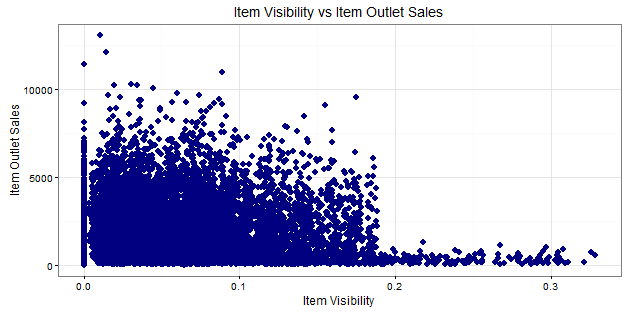 Item Visibility vs Item Outlet Sales
10000
5000
0
Item Outlet Sales
0.0 0.1 0.2 0.3
Item Visibility